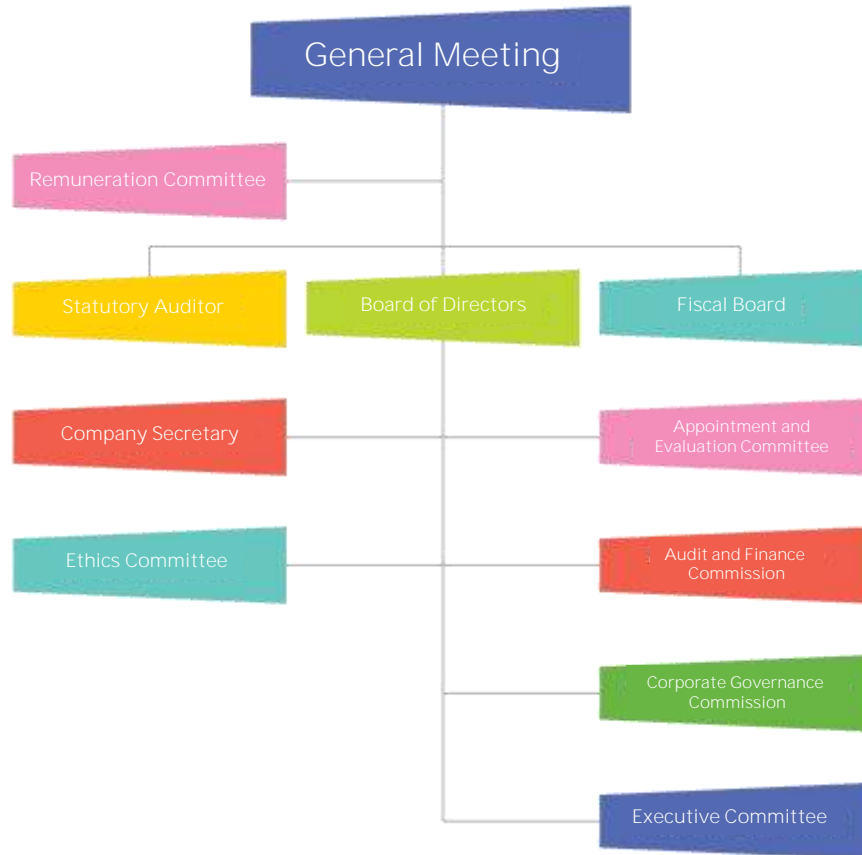 General Meeting
Remuneration Committee
Statutory Auditor
Board of Directors
Fiscal Board
Company Secretary
Appointment and
Evaluation Committee
Ethics Committee
Audit and Finance
Commission
Corporate Governance
Commission
Executive Committee